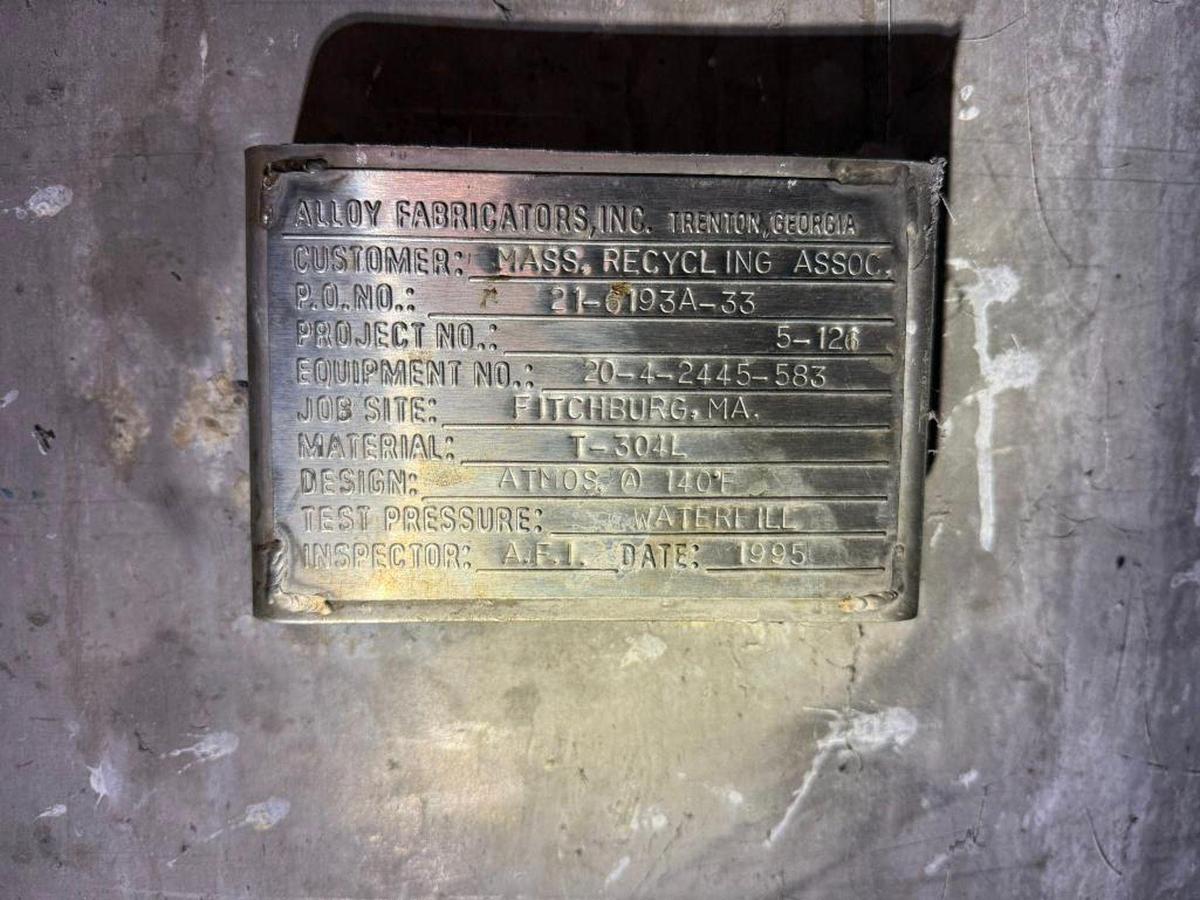 ALLOY FABRICATORS, INC. TRENTON, GEORGIA
CUSTOMER: MASS. RECYCLING ASSOC.
P.O. NO.: 21-6193A-33
PROJECT NO.: 5-126
EQUIPMENT NO.: 20-4-2445-583
JOB SITE: FITCHBURG, MA.
MATERIAL: T-304L
DESIGN: ATMOS. @ 140°F
TEST PRESSURE: WATERFILL
INSPECTOR: A.F.I. DATE: 1995